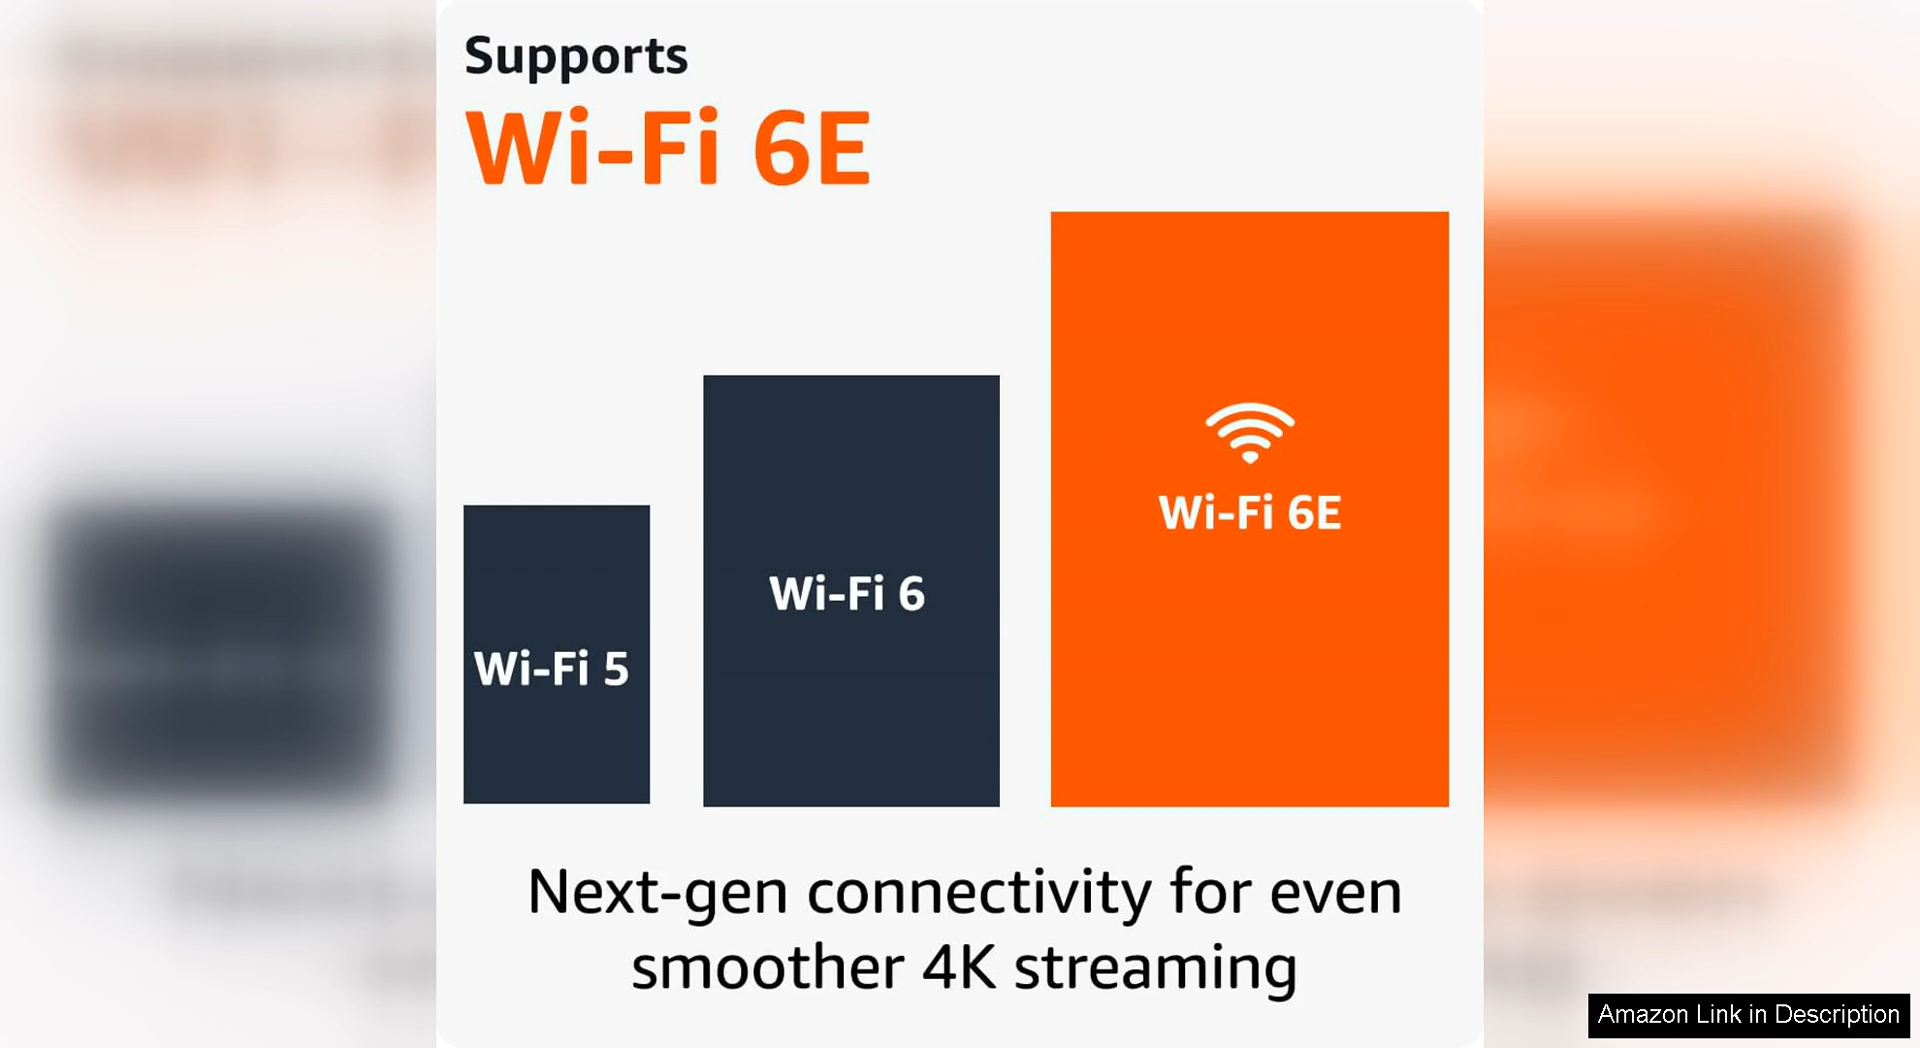 Supports
Wi-Fi 6E
Wi-Fi 6E
Wi-Fi 6
Wi-Fi 5
Next-gen connectivity for even
smoother 4K streaming
Amazon Link in Description